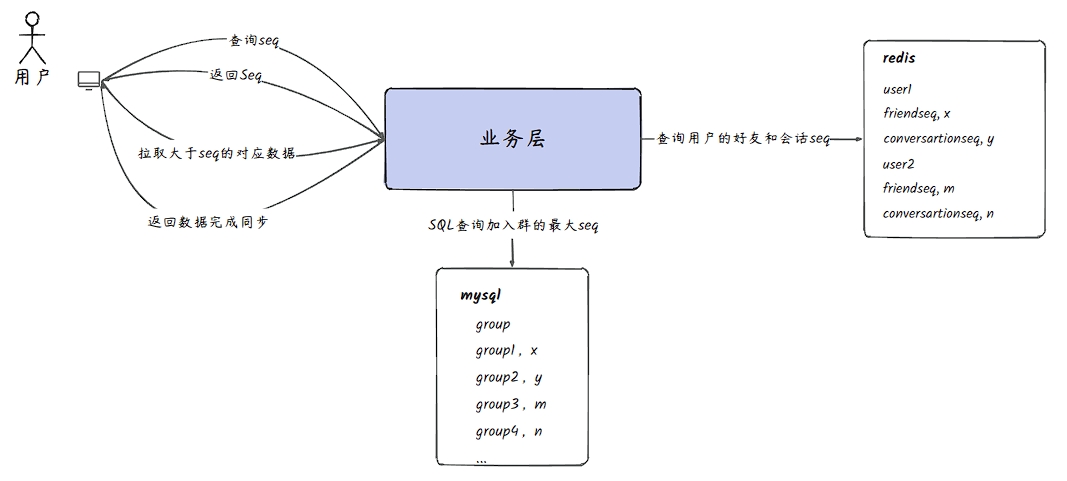 用户
查询seq
返回Seq
拉取大于seq的对应数据
返回数据完成同步
业务层
查询用户的好友和会话seq
SQL查询加入群的最大seq
redis
user1
friendseq, x
conversartionseq, y
user2
friendseq, m
conversartionseq, n
mysql
group
group1, x
group2, y
group3, m
group4, n
...